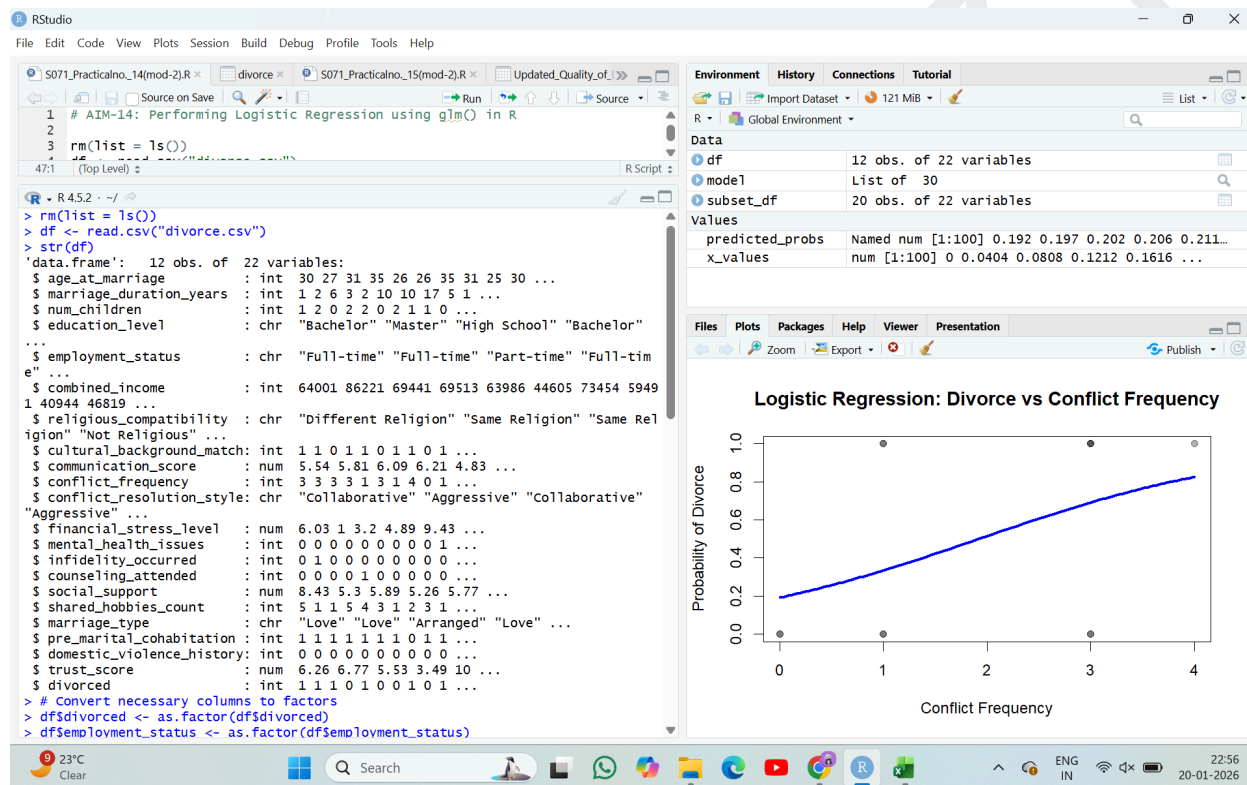 RStudio
File Edit Code View Plots Session Build Debug Profile Tools Help
S071_Practicalno._14(mod-2).R
divorce
S071_Practicalno._15(mod-2).R
Updated_Quality_of_
Source on Save
Run
Source
1 # AIM-14: Performing Logistic Regression using glm() in R
2
3 rm(list = ls())
4 df <- read.csv("divorce.csv")
47:1 (Top Level) R Script
R 4.5.2 · ~/
> rm(list = ls())
> df <- read.csv("divorce.csv")
> str(df)
'data.frame': 12 obs. of 22 variables:
$ age_at_marriage : int 30 27 31 35 26 26 35 31 25 30 ...
$ marriage_duration_years : int 1 2 6 3 2 10 10 17 5 1 ...
$ num_children : int 1 2 0 2 2 0 2 1 1 0 ...
$ education_level : chr "Bachelor" "Master" "High School" "Bachelor"
...
$ employment_status : chr "Full-time" "Full-time" "Part-time" "Full-tim
e" ...
$ combined_income : int 64001 86221 69441 69513 63986 44605 73454 5949
1 40944 46819 ...
$ religious_compatibility : chr "Different Religion" "Same Religion" "Same Rel
igion" "Not Religious" ...
$ cultural_background_match: int 1 1 0 1 1 0 1 1 0 1 ...
$ communication_score : num 5.54 5.81 6.09 6.21 4.83 ...
$ conflict_frequency : int 3 3 3 3 1 3 1 4 0 1 ...
$ conflict_resolution_style: chr "Collaborative" "Aggressive" "Collaborative"
"Aggressive" ...
$ financial_stress_level : num 6.03 1 3.2 4.89 9.43 ...
$ mental_health_issues : int 0 0 0 0 0 0 0 0 1 ...
$ infidelity_occurred : int 0 1 0 0 0 0 0 0 0 0 ...
$ counseling_attended : int 0 0 0 0 1 0 0 0 0 0 ...
$ social_support : num 8.43 5.3 5.89 5.26 5.77 ...
$ shared_hobbies_count : int 5 1 1 5 4 3 1 2 3 1 ...
$ marriage_type : chr "Love" "Love" "Arranged" "Love" ...
$ pre_marital_cohabitation : int 1 1 1 1 1 1 1 0 1 1 ...
$ domestic_violence_history: int 0 0 0 0 0 0 0 0 0 0 ...
$ trust_score : num 6.26 6.77 5.53 3.49 10 ...
$ divorced : int 1 1 1 0 1 0 0 1 0 1 ...
> # Convert necessary columns to factors
> df$divorced <- as.factor(df$divorced)
> df$employment_status <- as.factor(df$employment_status)
Environment History Connections Tutorial
Import Dataset 121 MiB List
R Global Environment
Data
df 12 obs. of 22 variables
model List of 30
subset_df 20 obs. of 22 variables
Values
predicted_probs Named num [1:100] 0.192 0.197 0.202 0.206 0.211…
x_values num [1:100] 0 0.0404 0.0808 0.1212 0.1616 ...
Files Plots Packages Help Viewer Presentation
Zoom Export Publish
Logistic Regression: Divorce vs Conflict Frequency
Probability of Divorce
1.0
0.8
0.6
0.4
0.2
0.0
0 1 2 3 4
Conflict Frequency
9
23°C
Clear
Search
ENG
IN
22:56
20-01-2026